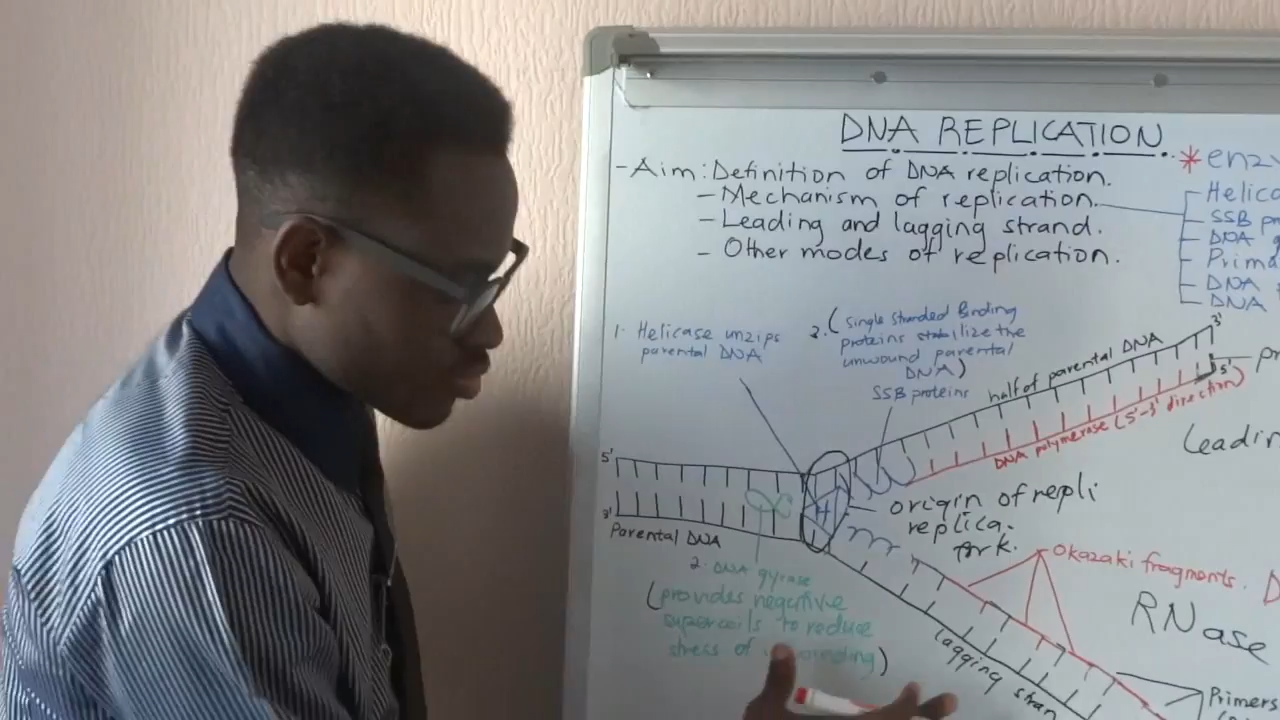 DNA REPLICATION
- Aim: Definition of DNA replication.
- Mechanism of replication.
- Leading and lagging strand.
- Other modes of replication.
* enzy
Helica
SSB pr
DNA
Prima
DNA
DNA
1. Helicase unzips
parental DNA
2. (Single stranded Binding
proteins stabilize the
unwound parental
DNA)
SSB proteins
half of parental DNA
3'
5'
pr
DNA polymerase (5'-3' direction)
Leadin
5'
3'
Parental DNA
H
origin of repli
replica.
fork.
2. DNA gyrase
(provides negative
supercoils to reduce
stress of
Okazaki fragments.
D
RNase
lagging stran
Primers